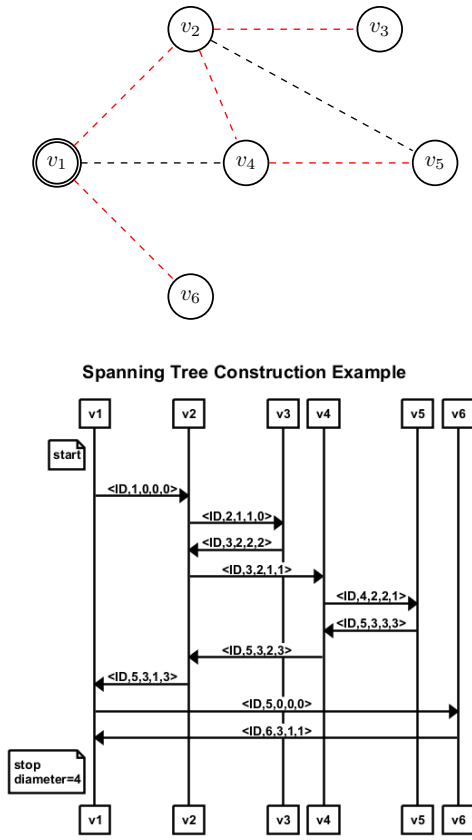 v2 v3
v1 v4 v5
v6
Spanning Tree Construction Example
v1 v2 v3 v4 v5 v6
start
<ID,1,0,0,0>
<ID,2,1,1,0>
<ID,3,2,2,2>
<ID,3,2,1,1>
<ID,4,2,2,1>
<ID,5,3,3,3>
<ID,5,3,2,3>
<ID,5,3,1,3>
<ID,5,0,0,0>
<ID,6,3,1,1>
stop
diameter=4
v1 v2 v3 v4 v5 v6